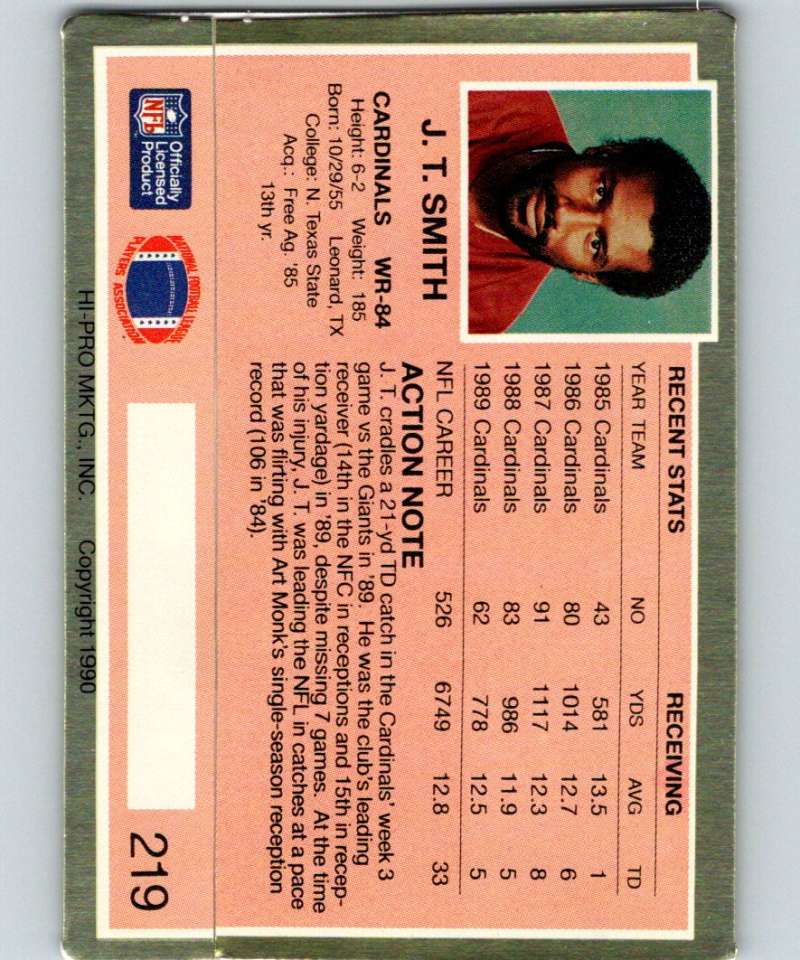 J. T. SMITH
CARDINALS WR-84
Height: 6-2 Weight: 185
Born: 10/29/55 Leonard, TX
College: N. Texas State
Acq.: Free Ag. '85
13th yr.
NFL
Officially
Licensed
Product
NATIONAL FOOTBALL LEAGUE
PLAYERS ASSOCIATION
RECENT STATS RECEIVING
YEAR TEAM NO YDS AVG TD
1985 Cardinals 43 581 13.5 1
1986 Cardinals 80 1014 12.7 6
1987 Cardinals 91 1117 12.3 8
1988 Cardinals 83 986 11.9 5
1989 Cardinals 62 778 12.5 5
NFL CAREER 526 6749 12.8 33
ACTION NOTE
J. T. cradles a 21-yd TD catch in the Cardinals' week 3
game vs the Giants in '89. He was the club's leading
receiver (14th in the NFC in receptions and 15th in recep-
tion yardage) in '89, despite missing 7 games. At the time
of his injury, J. T. was leading the NFL in catches at a pace
that was flirting with Art Monk's single-season reception
record (106 in '84).
219
HI-PRO MKTG., INC. Copyright 1990